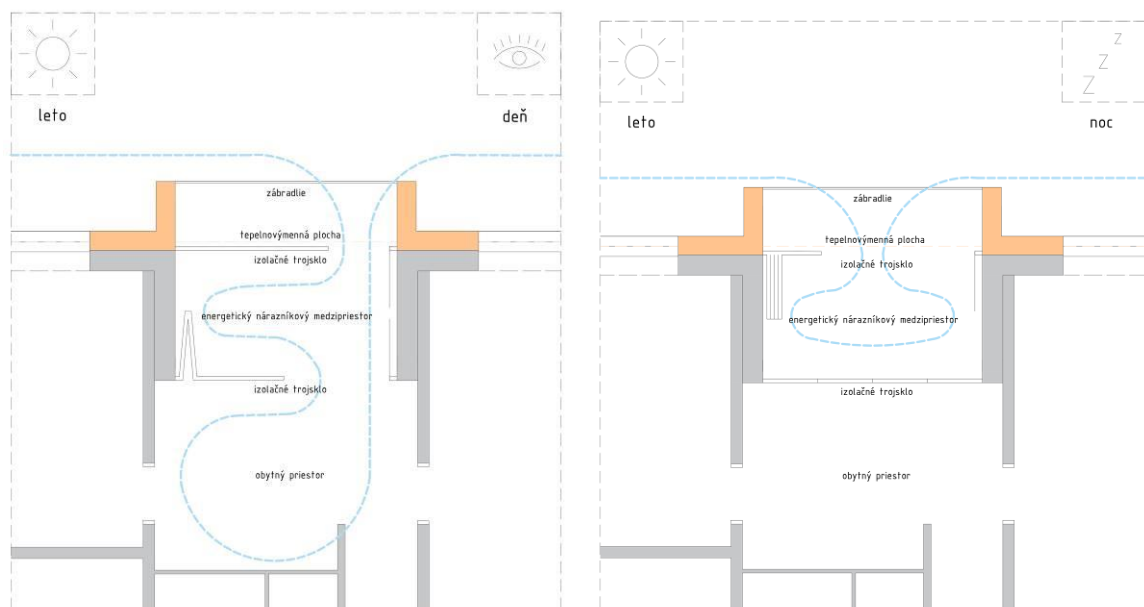 leto
deň
zábradlie
tepelnovýmenná plocha
izolačné trojsklo
energetický nárazníkový medzipriestor
izolačné trojsklo
obytný priestor
Z
Z
Z
leto
noc
zábradlie
tepelnovýmenná plocha
izolačné trojsklo
energetický nárazníkový medzipriestor
izolačné trojsklo
obytný priestor